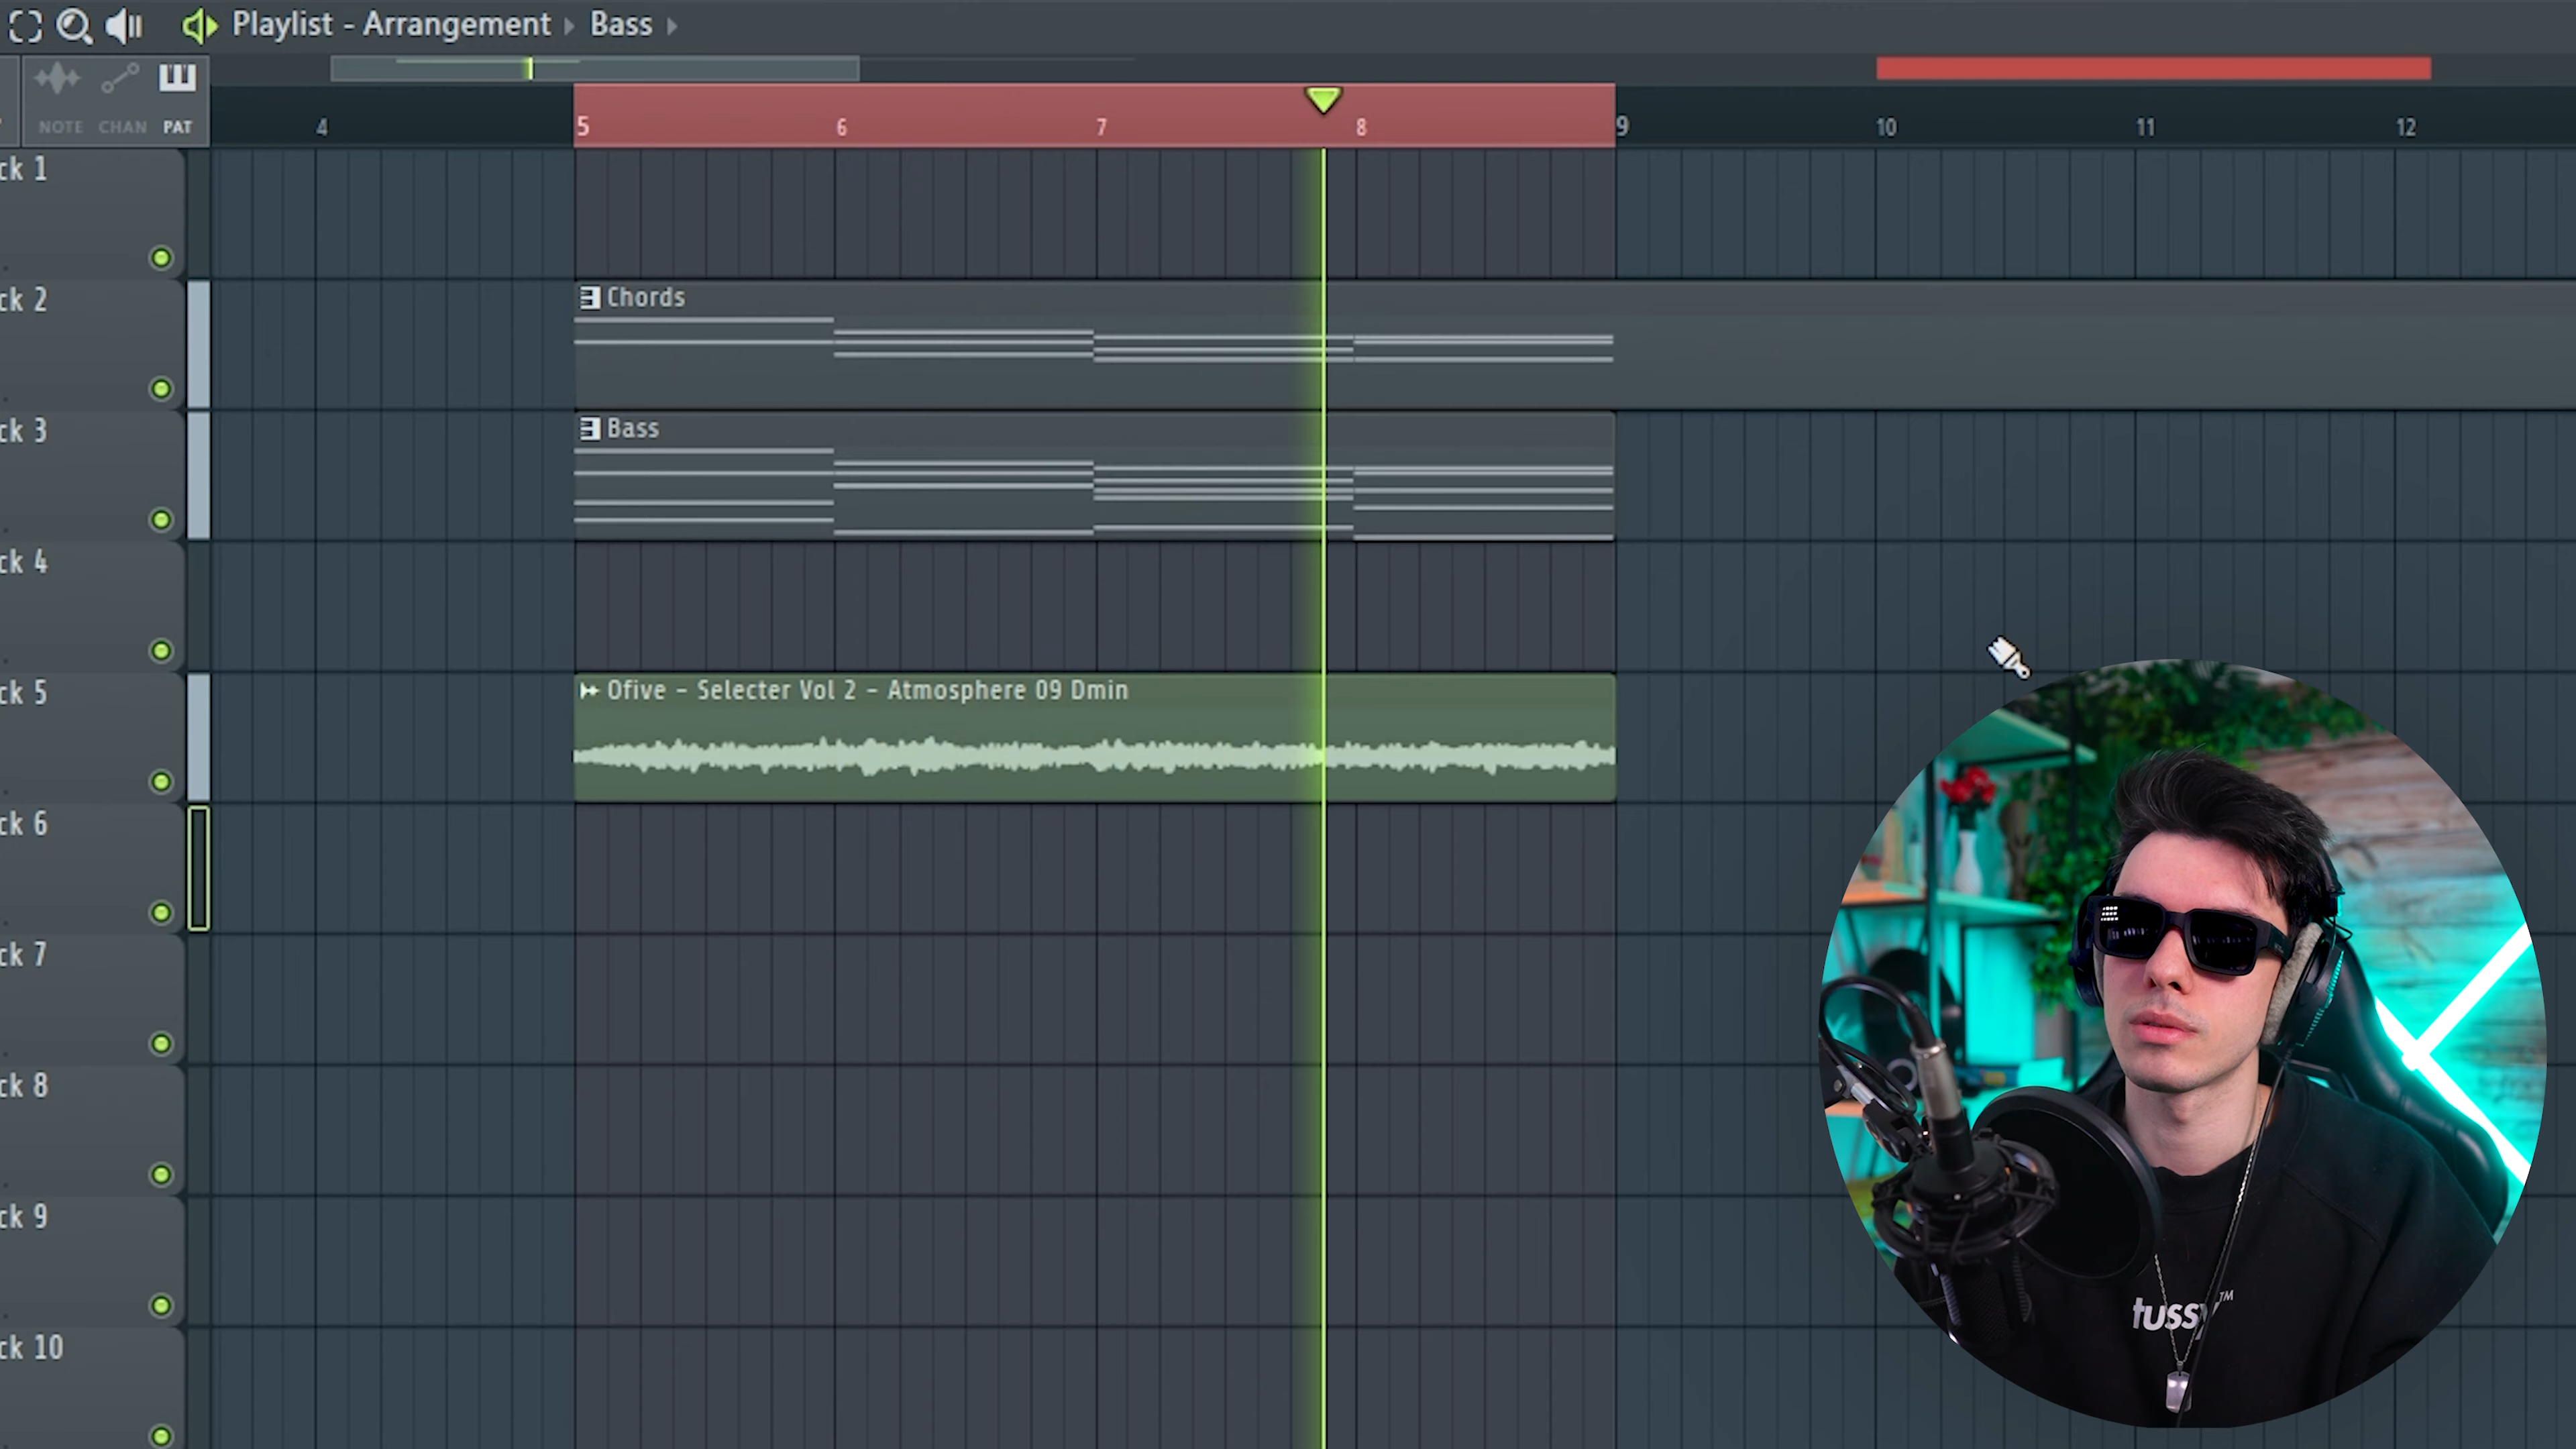 Playlist - Arrangement ▸ Bass ▸
NOTE CHAN PAT
4 5 6 7 8 9 10 11 12
ck 1
ck 2
Chords
ck 3
Bass
ck 4
ck 5
Ofive - Selecter Vol 2 - Atmosphere 09 Dmin
ck 6
ck 7
ck 8
ck 9
ck 10
tussy™